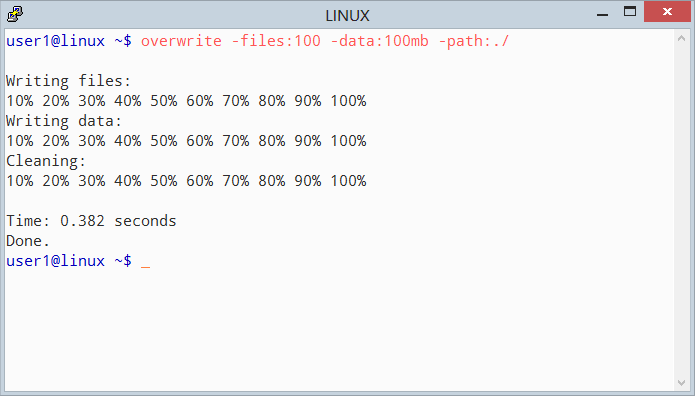 LINUX
user1@linux ~$ overwrite -files:100 -data:100mb -path:./
Writing files:
10% 20% 30% 40% 50% 60% 70% 80% 90% 100%
Writing data:
10% 20% 30% 40% 50% 60% 70% 80% 90% 100%
Cleaning:
10% 20% 30% 40% 50% 60% 70% 80% 90% 100%
Time: 0.382 seconds
Done.
user1@linux ~$ _